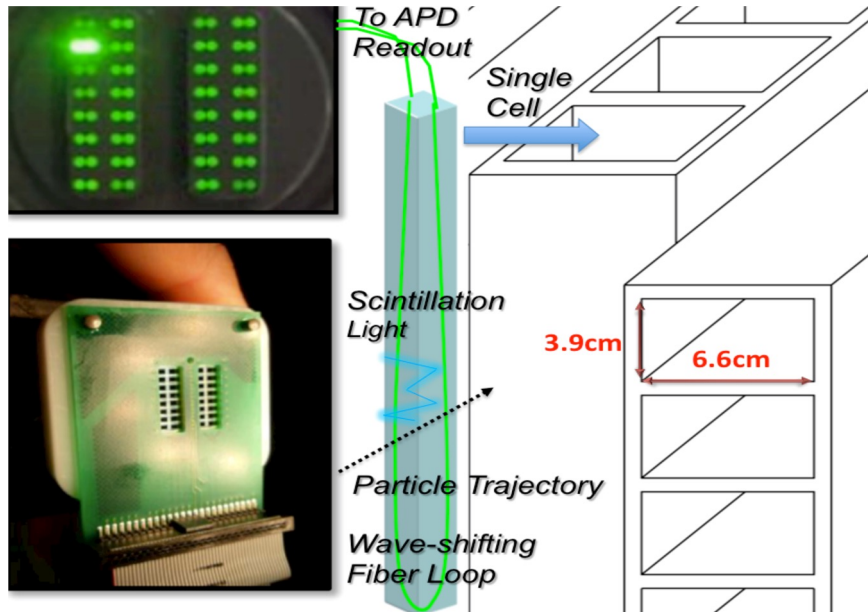 To APD
Readout
Single
Cell
Scintillation
Light
3.9cm
6.6cm
Particle Trajectory
Wave-shifting
Fiber Loop